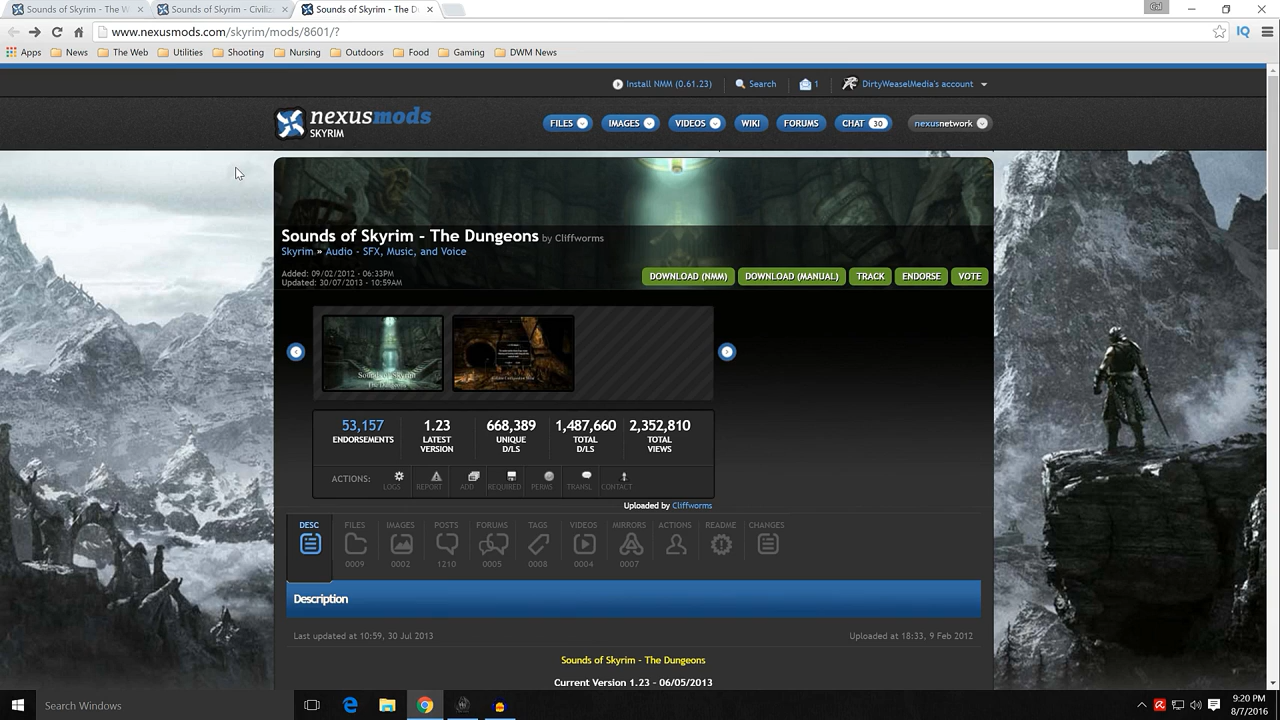 Sounds of Skyrim - The W
Sounds of Skyrim - Civiliz
Sounds of Skyrim - The D
Cal
www.nexusmods.com/skyrim/mods/8601/?
IQ
Apps News The Web Utilities Shooting Nursing Outdoors Food Gaming DWM News
Install NMM (0.61.23) Search 1 DirtyWeaselMedia's account
nexusmods
SKYRIM
FILES IMAGES VIDEOS WIKI FORUMS CHAT 30 nexusnetwork
Sounds of Skyrim - The Dungeons by Cliffworms
Skyrim » Audio - SFX, Music, and Voice
Added: 09/02/2012 - 06:33PM
Updated: 30/07/2013 - 10:59AM
DOWNLOAD (NMM) DOWNLOAD (MANUAL) TRACK ENDORSE VOTE
Sounds of Skyrim
The Dungeons
53,157 1.23 668,389 1,487,660 2,352,810
ENDORSEMENTS LATEST VERSION UNIQUE D/LS TOTAL D/LS TOTAL VIEWS
ACTIONS: LOGS REPORT ADD REQUIRED PERMS TRANSL CONTACT
Uploaded by Cliffworms
DESC FILES IMAGES POSTS FORUMS TAGS VIDEOS MIRRORS ACTIONS README CHANGES
0009 0002 1210 0005 0008 0004 0007
Description
Last updated at 10:59, 30 Jul 2013 Uploaded at 18:33, 9 Feb 2012
Sounds of Skyrim - The Dungeons
Current Version 1.23 - 06/05/2013
Search Windows
9:20 PM
8/7/2016